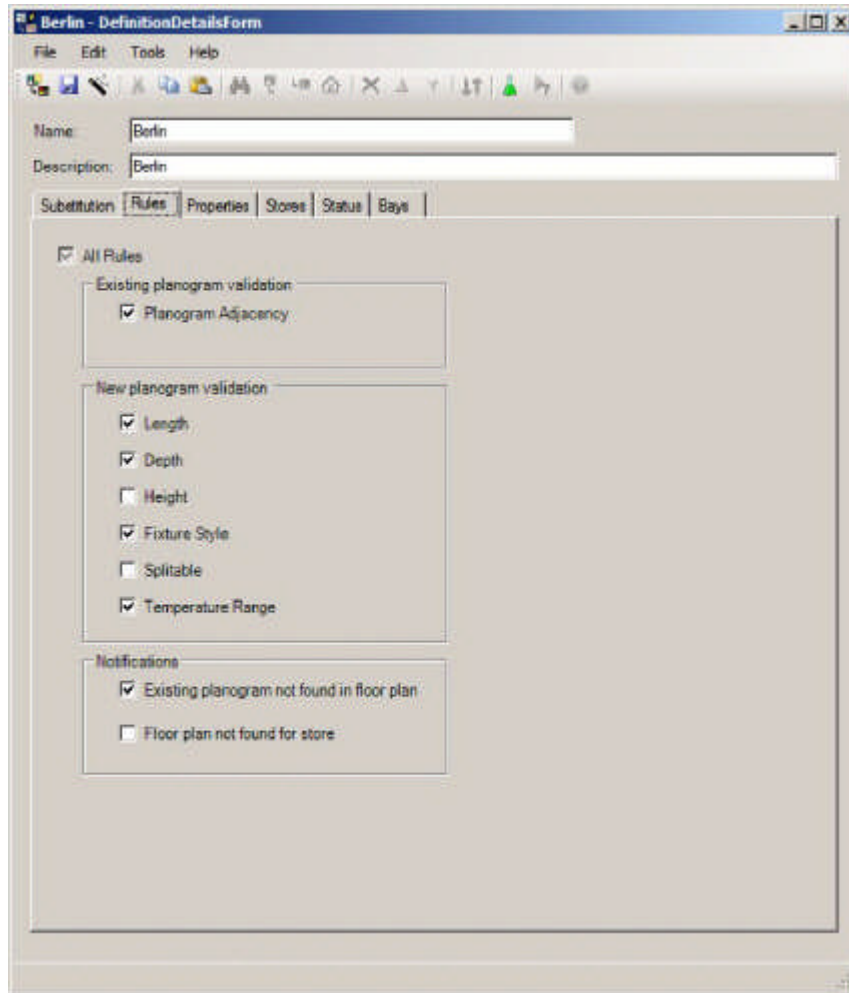 Berlin - DefinitionDetailsForm
File Edit Tools Help
Name: Berlin
Description: Berlin
Substitution Rules Properties Stores Status Bays
All Rules
Existing planogram validation
Planogram Adjacency
New planogram validation
Length
Depth
Height
Fixture Style
Splitable
Temperature Range
Notifications
Existing planogram not found in floor plan
Floor plan not found for store